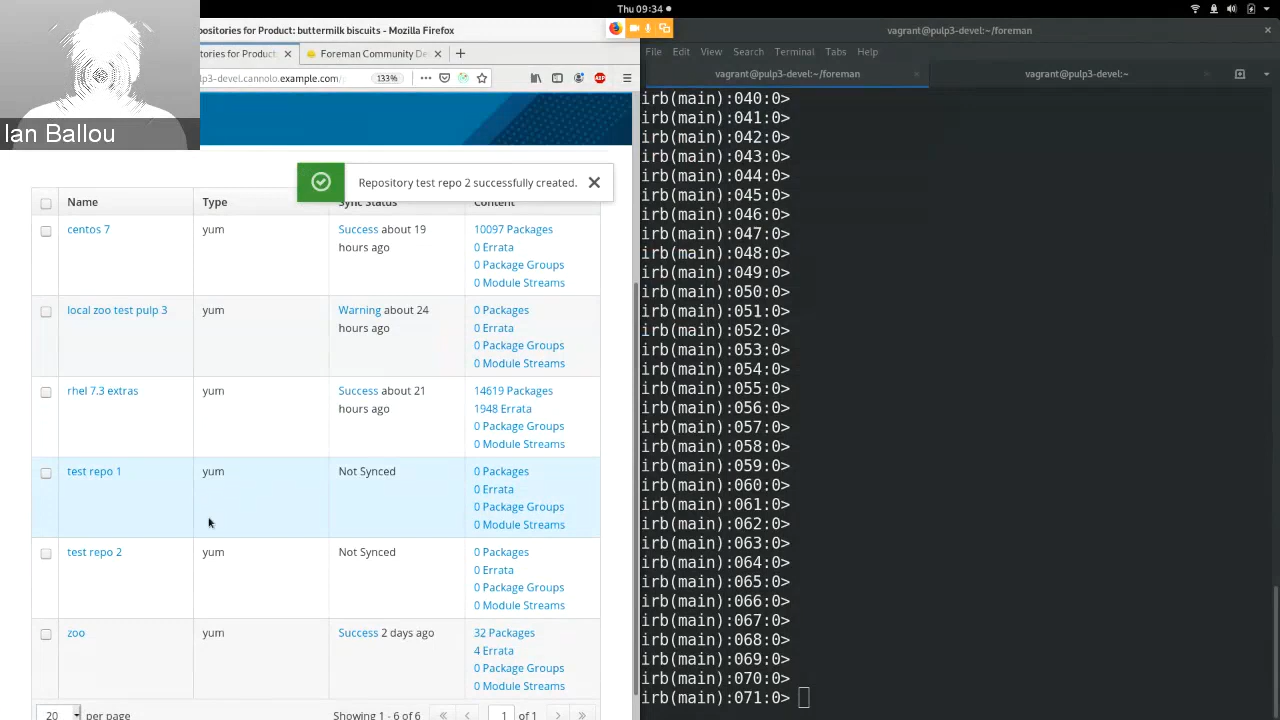 Thu 09:34
Ian Ballou
positories for Product: buttermilk biscuits - Mozilla Firefox
tories for Product:
Foreman Community De
lp3-devel.cannolo.example.com/
133%
ABP
Repository test repo 2 successfully created.
Name
Type
Sync Status
Content
centos 7
yum
Success about 19 hours ago
10097 Packages
0 Errata
0 Package Groups
0 Module Streams
local zoo test pulp 3
yum
Warning about 24 hours ago
0 Packages
0 Errata
0 Package Groups
0 Module Streams
rhel 7.3 extras
yum
Success about 21 hours ago
14619 Packages
1948 Errata
0 Package Groups
0 Module Streams
test repo 1
yum
Not Synced
0 Packages
0 Errata
0 Package Groups
0 Module Streams
test repo 2
yum
Not Synced
0 Packages
0 Errata
0 Package Groups
0 Module Streams
zoo
yum
Success 2 days ago
32 Packages
4 Errata
0 Package Groups
0 Module Streams
20 per page
Showing 1 - 6 of 6
1 of 1
vagrant@pulp3-devel:~/foreman
File Edit View Search Terminal Tabs Help
vagrant@pulp3-devel:~/foreman
vagrant@pulp3-devel:~
irb(main):040:0>
irb(main):041:0>
irb(main):042:0>
irb(main):043:0>
irb(main):044:0>
irb(main):045:0>
irb(main):046:0>
irb(main):047:0>
irb(main):048:0>
irb(main):049:0>
irb(main):050:0>
irb(main):051:0>
irb(main):052:0>
irb(main):053:0>
irb(main):054:0>
irb(main):055:0>
irb(main):056:0>
irb(main):057:0>
irb(main):058:0>
irb(main):059:0>
irb(main):060:0>
irb(main):061:0>
irb(main):062:0>
irb(main):063:0>
irb(main):064:0>
irb(main):065:0>
irb(main):066:0>
irb(main):067:0>
irb(main):068:0>
irb(main):069:0>
irb(main):070:0>
irb(main):071:0>